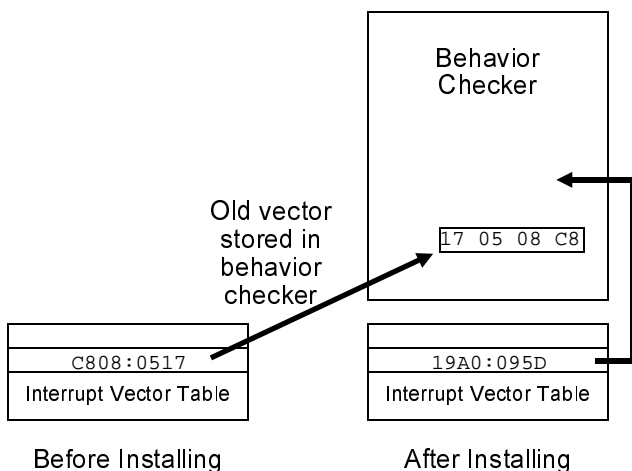 Behavior
Checker
Old vector
stored in
behavior
checker
17 05 08 C8
C808:0517
Interrupt Vector Table
19A0:095D
Interrupt Vector Table
Before Installing
After Installing